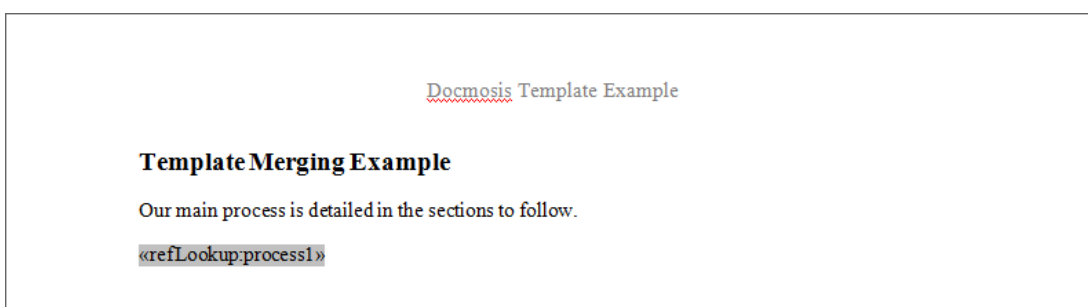 Docmosis Template Example
Template Merging Example
Our main process is detailed in the sections to follow.
«refLookup:process1»